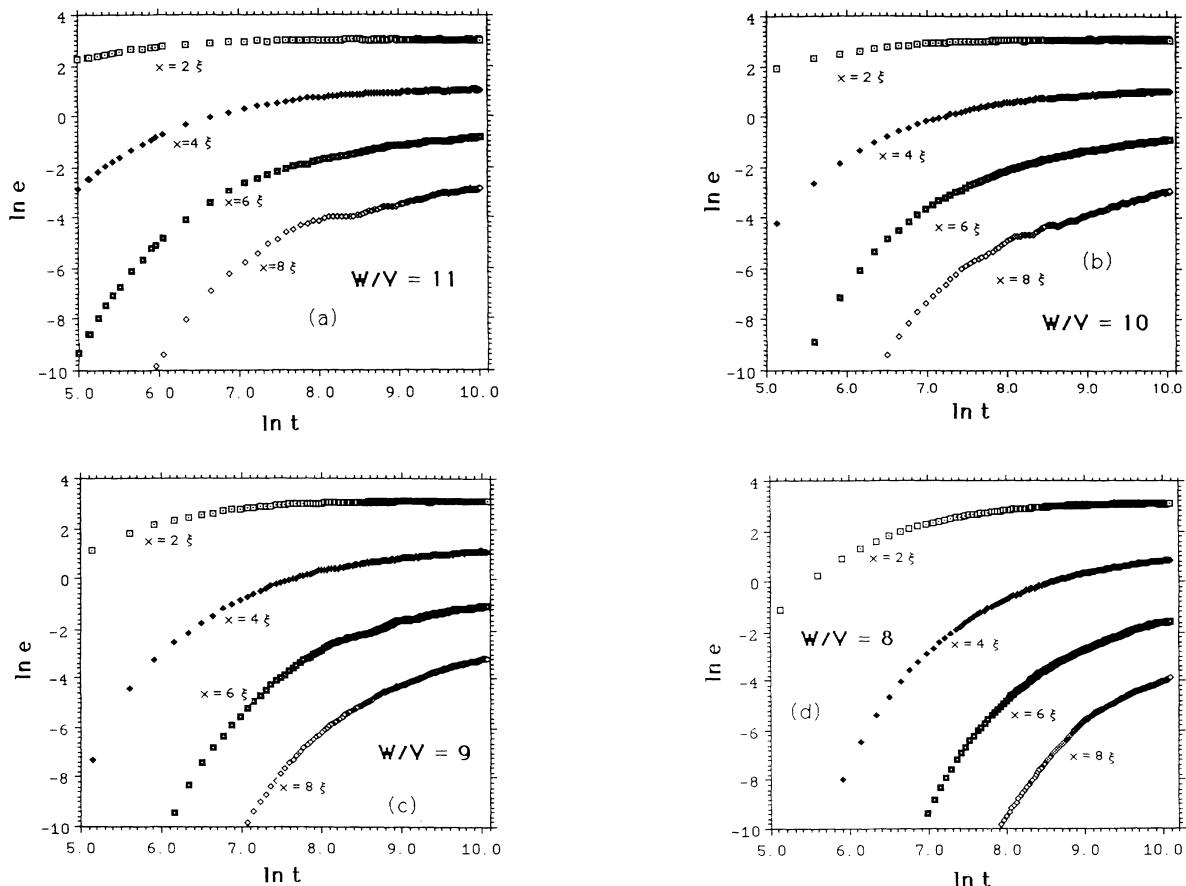 4
2
0
-2
-4
-6
-8
-10
ln e
x = 2 ξ
x=4 ξ
x=6 ξ
x=8 ξ
W/V = 11
(a)
5.0 6.0 7.0 8.0 9.0 10.0
ln t
4
2
0
-2
-4
-6
-8
-10
ln e
x = 2 ξ
x = 4 ξ
x = 6 ξ
x = 8 ξ
(b)
W/V = 10
5.0 6.0 7.0 8.0 9.0 10.0
ln t
4
2
0
-2
-4
-6
-8
-10
ln e
x = 2 ξ
x = 4 ξ
x = 6 ξ
x = 8 ξ
W/V = 9
(c)
5.0 6.0 7.0 8.0 9.0 10.0
ln t
4
2
0
-2
-4
-6
-8
-10
ln e
x = 2 ξ
W/V = 8
x = 4 ξ
(d)
x = 6 ξ
x = 8 ξ
5.0 6.0 7.0 8.0 9.0 10.0
ln t